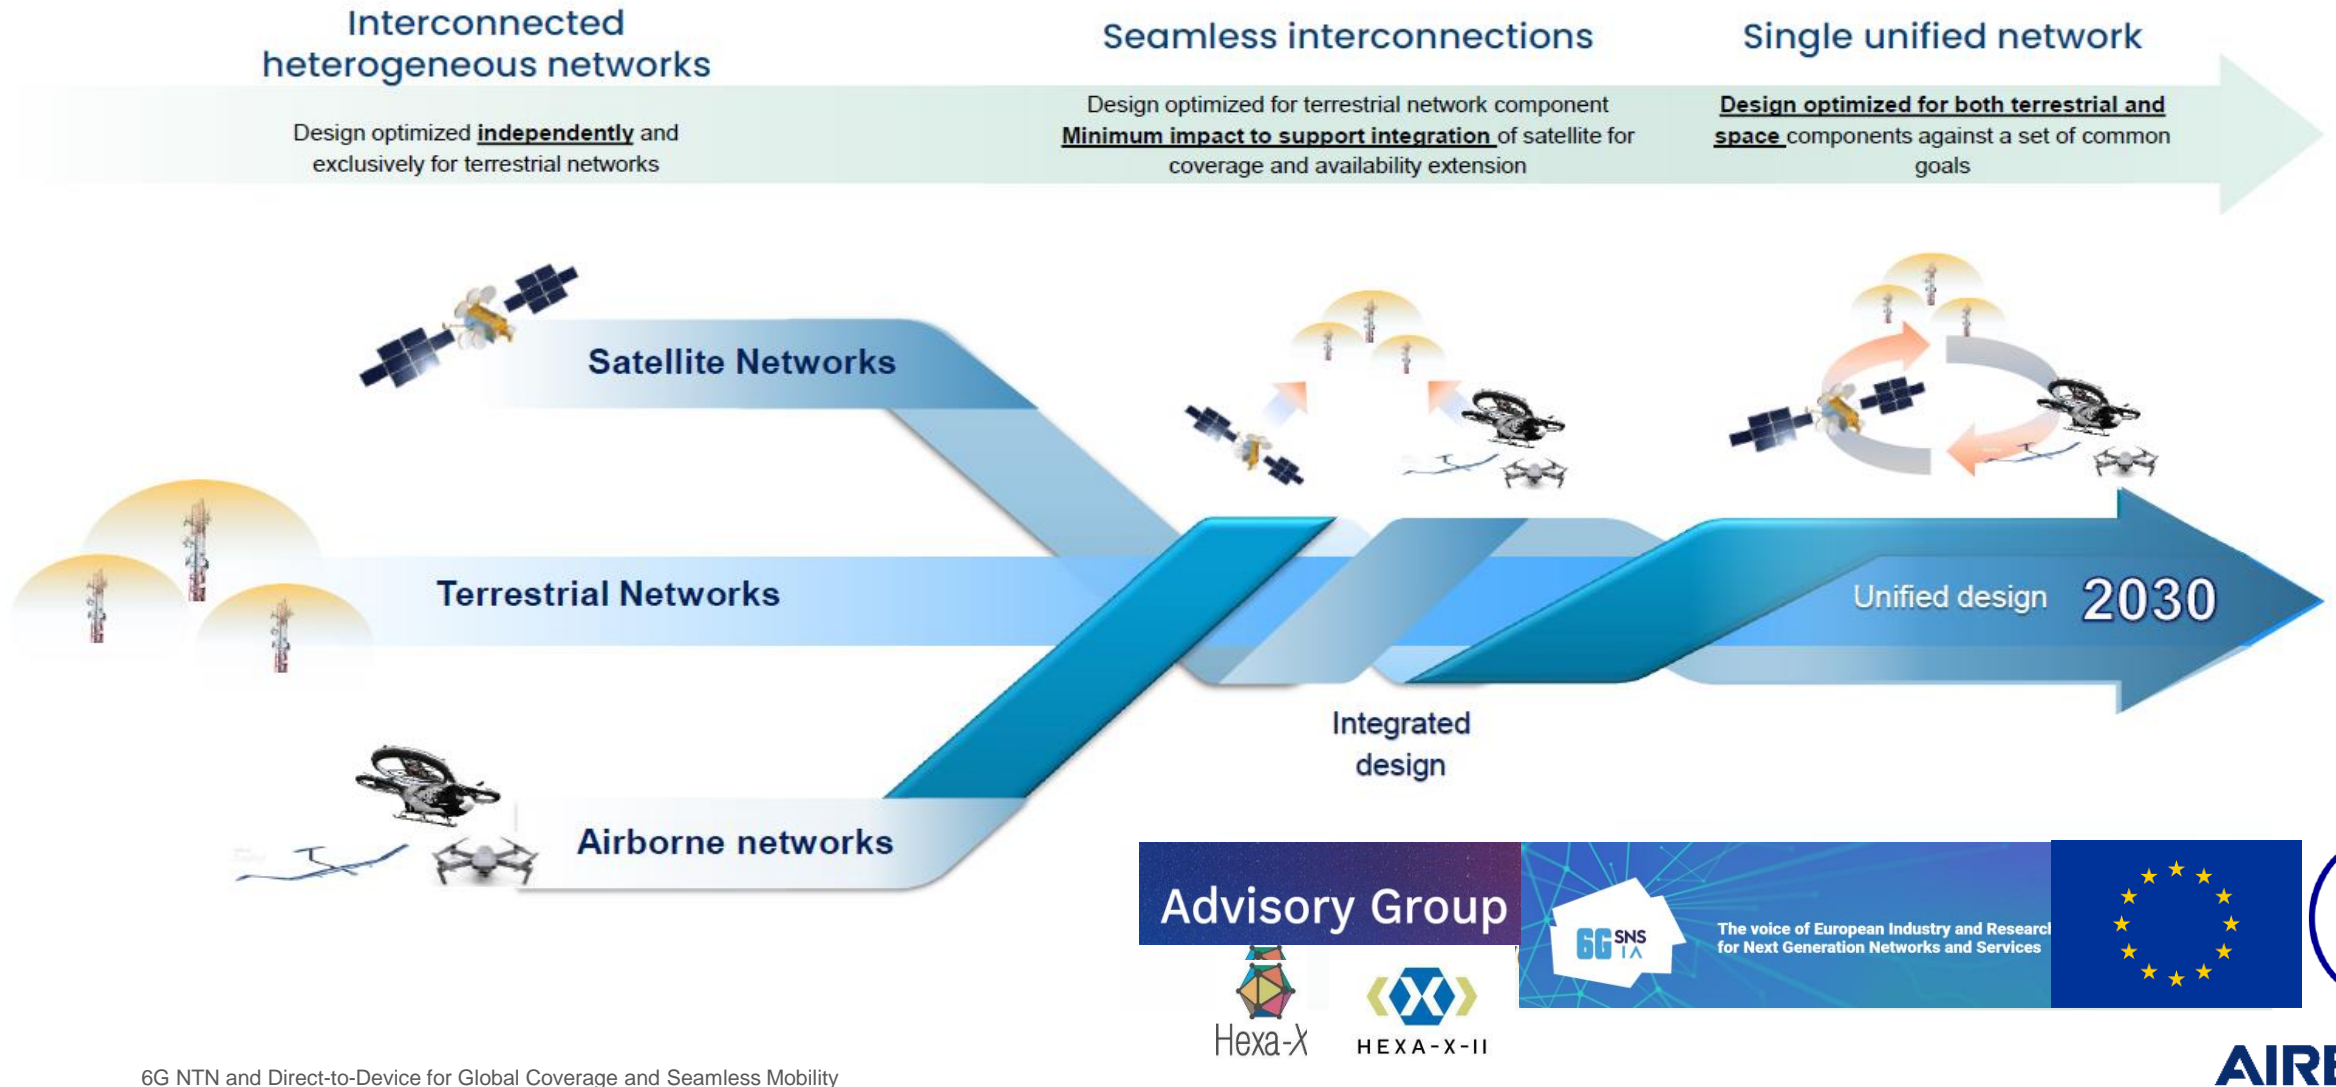 Interconnected
heterogeneous networks
Seamless interconnections
Single unified network
Design optimized independently and
exclusively for terrestrial networks
Design optimized for terrestrial network component
Minimum impact to support integration of satellite for
coverage and availability extension
Design optimized for both terrestrial and
space components against a set of common
goals
Satellite Networks
Terrestrial Networks
Airborne networks
Integrated
design
Unified design 2030
Advisory Group
6G SNS
IA
The voice of European Industry and Research
for Next Generation Networks and Services
Hexa-X
HEXA-X-II
6G NTN and Direct-to-Device for Global Coverage and Seamless Mobility